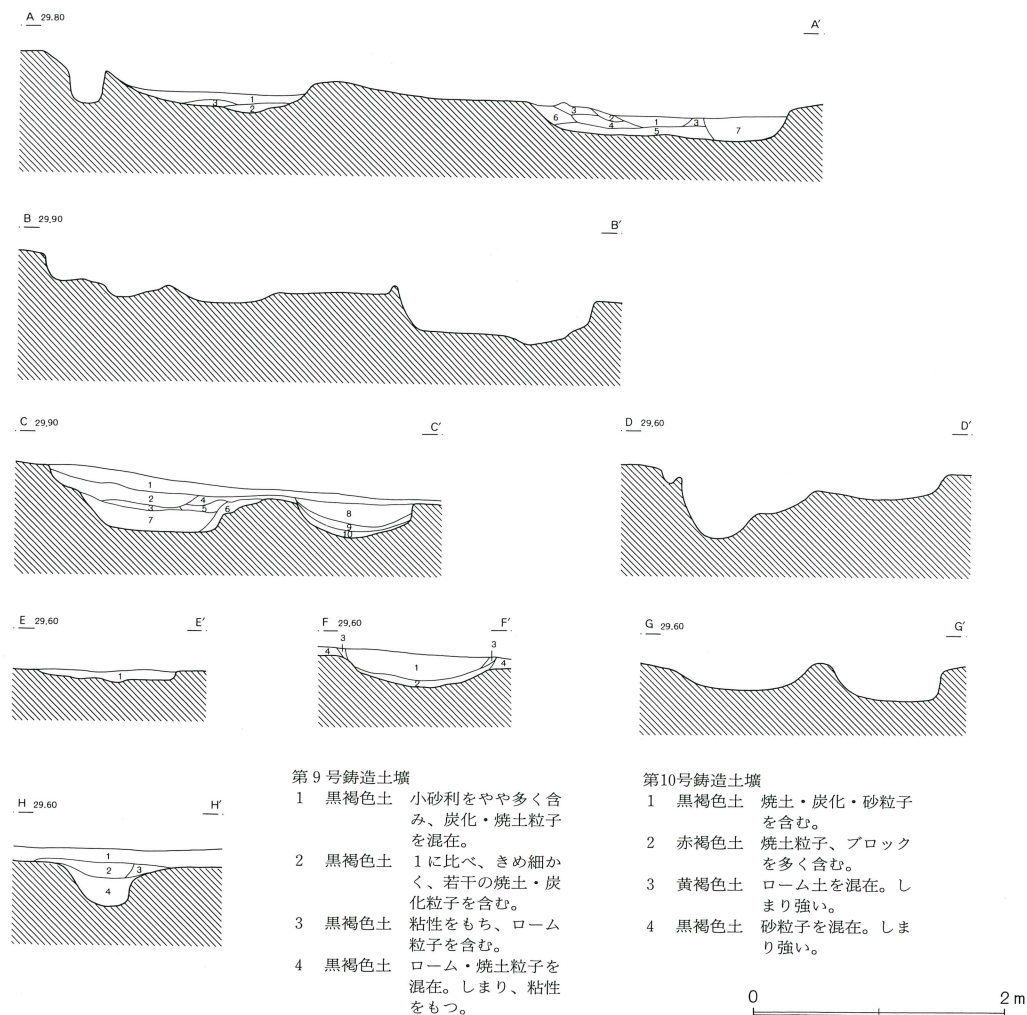 A 29.80 A′
1
2
3
3
2
1
3
6
4
5
7
B 29,90 B′
C 29,90 C′
1
2
4
3
5
6
7
8
9
10
D 29,60 D′
E 29,60 E′
1
F 29,60 F′
3
3
4
4
1
2
G 29.60 G′
H 29.60 H′
1
2
3
4
第9号鋳造土壙
1 黒褐色土 小砂利をやや多く含
み、炭化・焼土粒子
を混在。
2 黒褐色土 1に比べ、きめ細か
く、若干の焼土・炭
化粒子を含む。
3 黒褐色土 粘性をもち、ローム
粒子を含む。
4 黒褐色土 ローム・焼土粒子を
混在。しまり、粘性
をもつ。
第10号鋳造土壙
1 黒褐色土 焼土・炭化・砂粒子
を含む。
2 赤褐色土 焼土粒子、ブロック
を多く含む。
3 黄褐色土 ローム土を混在。し
まり強い。
4 黒褐色土 砂粒子を混在。しま
り強い。
0 2m